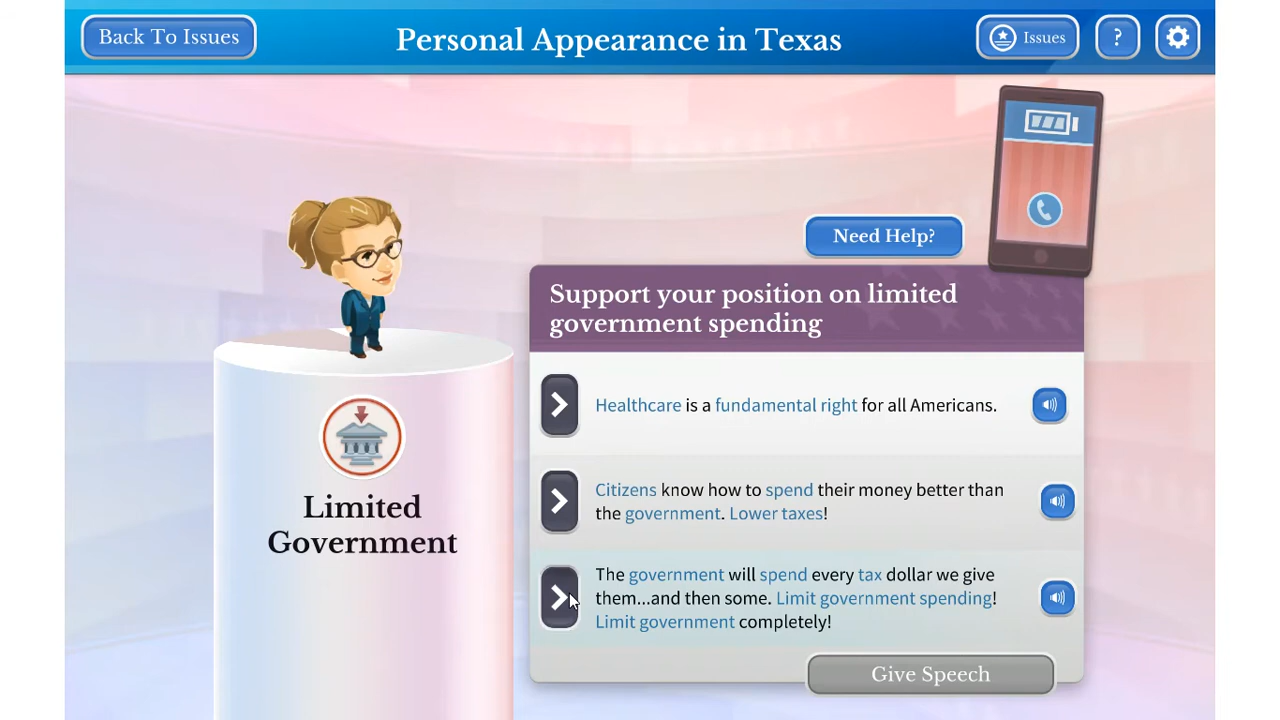 Back To Issues
Personal Appearance in Texas
Issues
?
Need Help?
Support your position on limited
government spending
Healthcare is a fundamental right for all Americans.
Citizens know how to spend their money better than
the government. Lower taxes!
The government will spend every tax dollar we give
them...and then some. Limit government spending!
Limit government completely!
Limited
Government
Give Speech